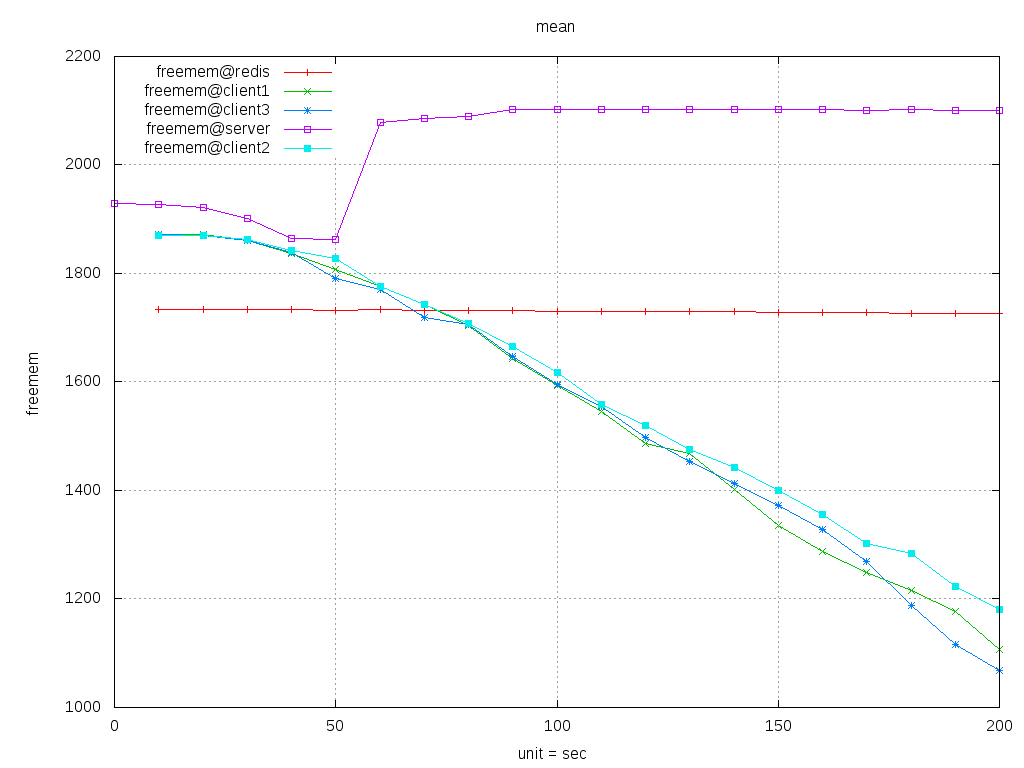 mean
freemem@redis
freemem@client1
freemem@client3
freemem@server
freemem@client2
2200
2000
1800
1600
1400
1200
1000
freemem
0 50 100 150 200
unit = sec